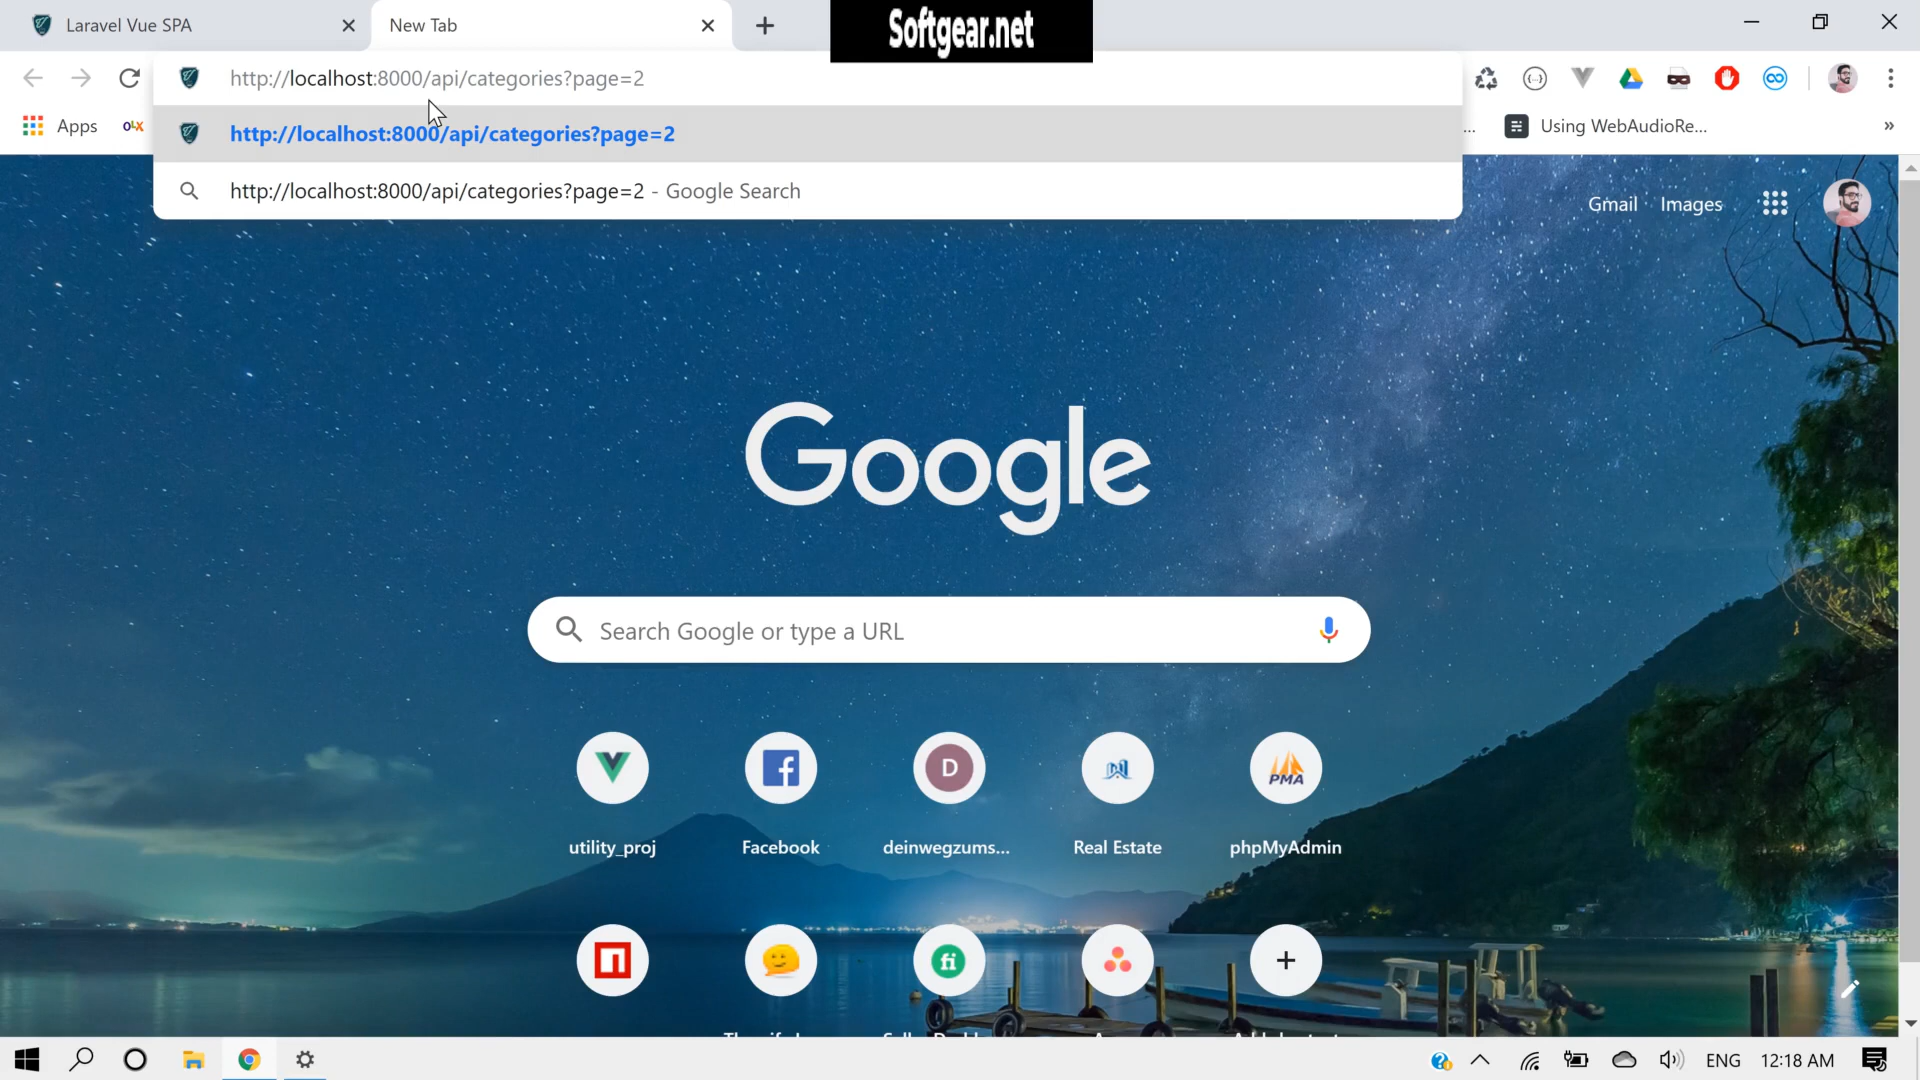 Laravel Vue SPA
New Tab
Softgear.net
http://localhost:8000/api/categories?page=2
Apps
OLX
http://localhost:8000/api/categories?page=2
...
Using WebAudioRe...
»
http://localhost:8000/api/categories?page=2 - Google Search
Gmail
Images
Google
Search Google or type a URL
D
PMA
utility_proj
Facebook
deinwegzums...
Real Estate
phpMyAdmin
fi
ENG
12:18 AM